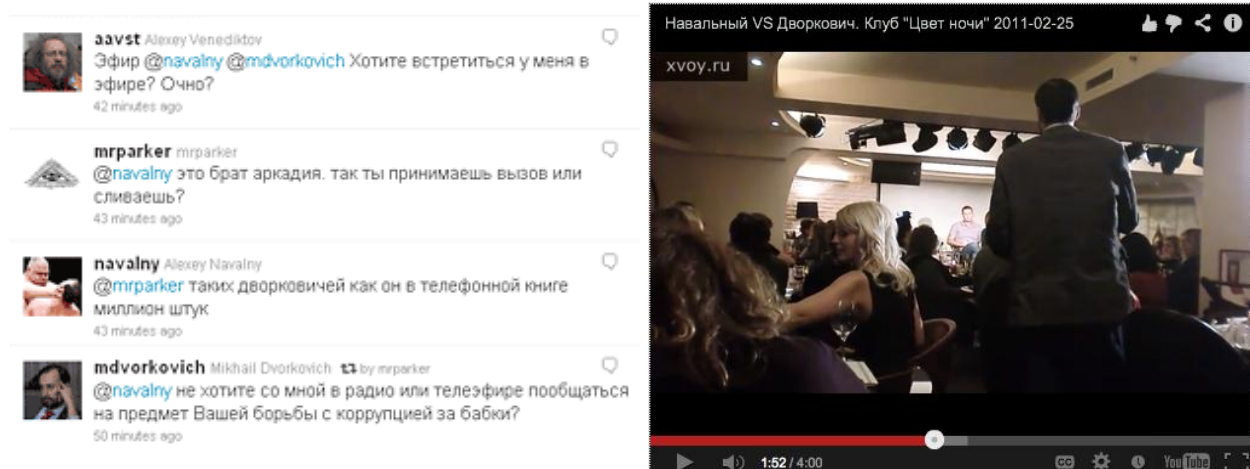 aavst Alexey Venediktov
Эфир @navalny @mdvorkovich Хотите встретиться у меня в
эфире? Очно?
42 minutes ago
mrparker mrparker
@navalny это брат аркадия. так ты принимаешь вызов или
сливаешь?
43 minutes ago
navalny Alexey Navalny
@mrparker таких дворковичей как он в телефонной книге
миллион штук
43 minutes ago
mdvorkovich Mikhail Dvorkovich by mrparker
@navalny не хотите со мной в радио или телеэфире пообщаться
на предмет Вашей борьбы с коррупцией за бабки?
50 minutes ago
Навальный VS Дворкович. Клуб "Цвет ночи" 2011-02-25
xvoy.ru
1:52 / 4:00
CC
YouTube